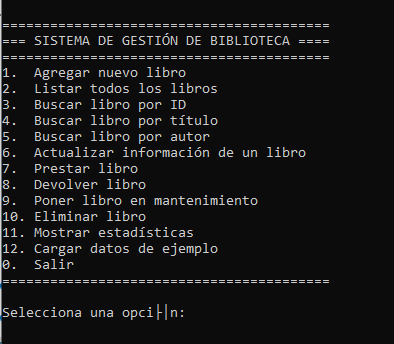 ========================================
=== SISTEMA DE GESTIÓN DE BIBLIOTECA ====
========================================
1.  Agregar nuevo libro
2.  Listar todos los libros
3.  Buscar libro por ID
4.  Buscar libro por título
5.  Buscar libro por autor
6.  Actualizar información de un libro
7.  Prestar libro
8.  Devolver libro
9.  Poner libro en mantenimiento
10. Eliminar libro
11. Mostrar estadísticas
12. Cargar datos de ejemplo
0.  Salir
========================================
Selecciona una opci├│n: